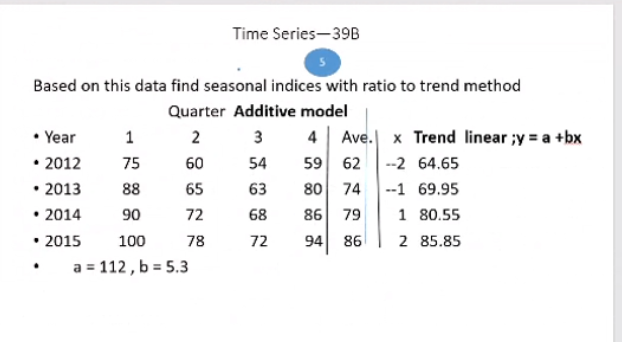 Time Series—39B
5
Based on this data find seasonal indices with ratio to trend method
Quarter Additive model
• Year 1 2 3 4 Ave. x Trend linear ;y = a +bx
• 2012 75 60 54 59 62 --2 64.65
• 2013 88 65 63 80 74 --1 69.95
• 2014 90 72 68 86 79 1 80.55
• 2015 100 78 72 94 86 2 85.85
• a = 112 , b = 5.3